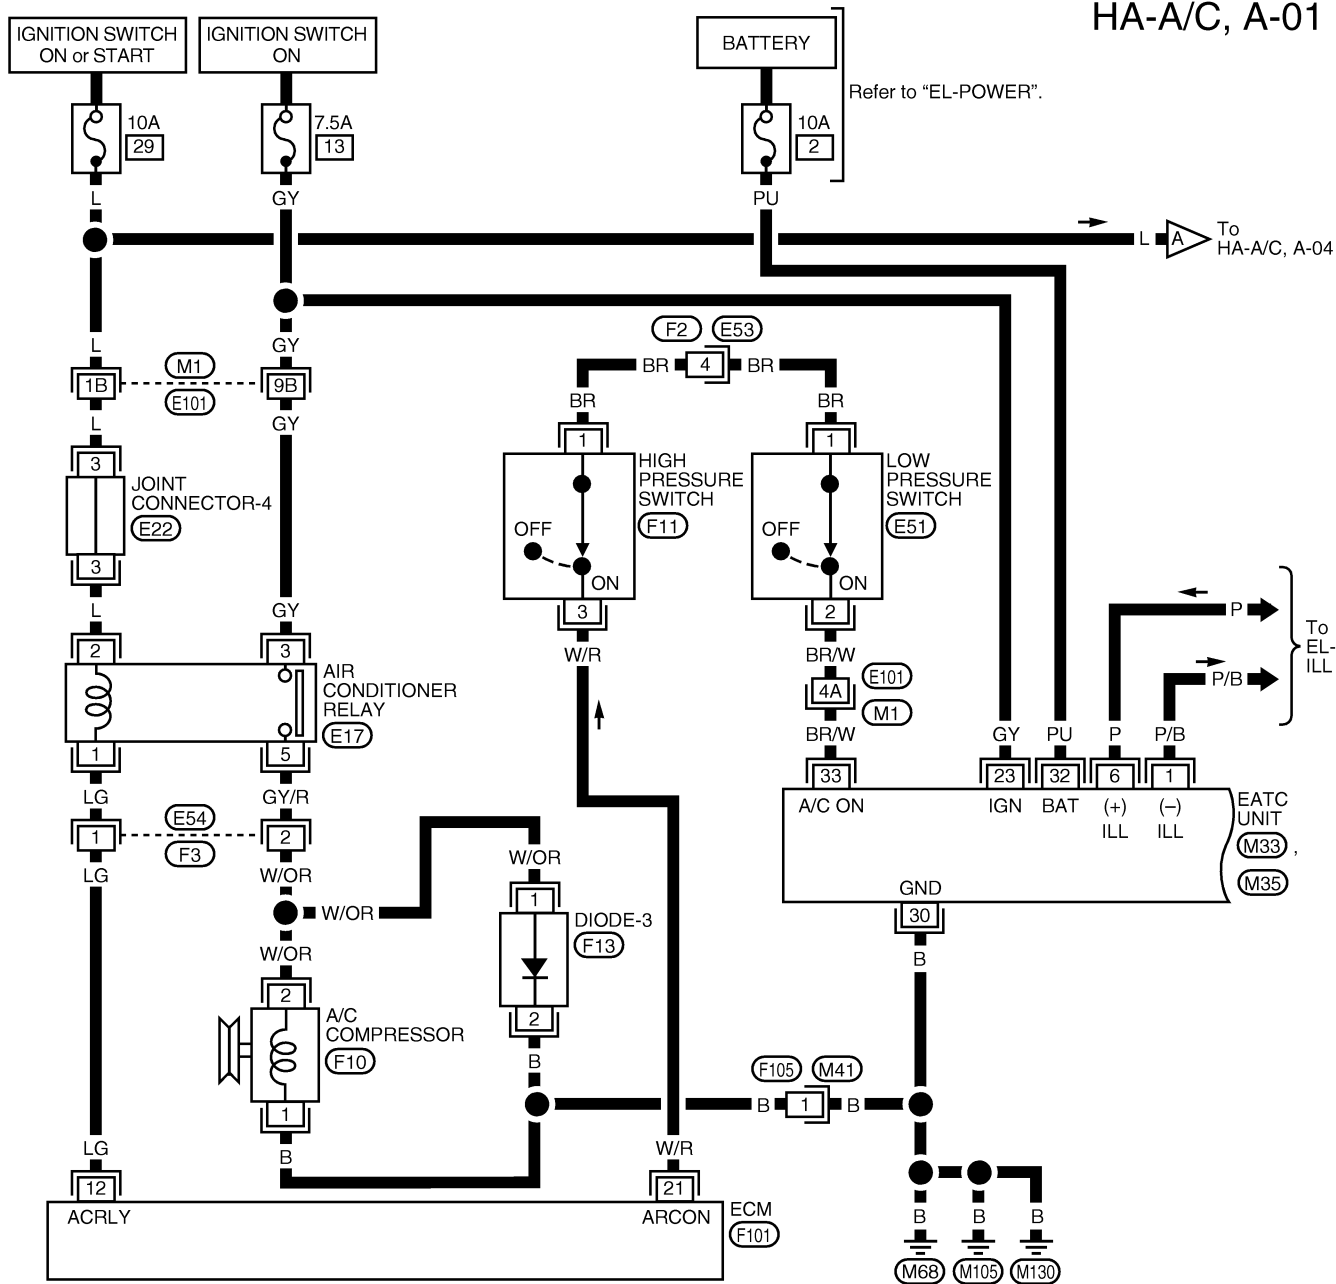 HA-A/C, A-01
IGNITION SWITCH
ON or START
IGNITION SWITCH
ON
BATTERY
Refer to “EL-POWER”.
10A
29
7.5A
13
10A
2
L
GY
PU
L
A
To
HA-A/C, A-04
F2
E53
L
GY
M1
BR
4
BR
1B
9B
E101
BR
BR
L
GY
3
1
1
HIGH
PRESSURE
SWITCH
F11
LOW
PRESSURE
SWITCH
E51
JOINT
CONNECTOR-4
E22
OFF
ON
OFF
ON
3
L
GY
3
2
P
To
EL-
ILL
P/B
2
3
W/R
BR/W
AIR
CONDITIONER
RELAY
E17
4A
E101
M1
1
5
BR/W
GY
PU
P
P/B
33
23
32
6
1
LG
GY/R
A/C ON
IGN
BAT
(+)
ILL
(–)
ILL
EATC
UNIT
M33 ,
M35
E54
1
2
F3
W/OR
LG
W/OR
1
GND
30
W/OR
DIODE-3
F13
W/OR
B
2
2
A/C
COMPRESSOR
F10
B
F105
M41
1
B
1
B
B
LG
W/R
12
21
ACRLY
ARCON
ECM
F101
B
B
B
M68
M105
M130